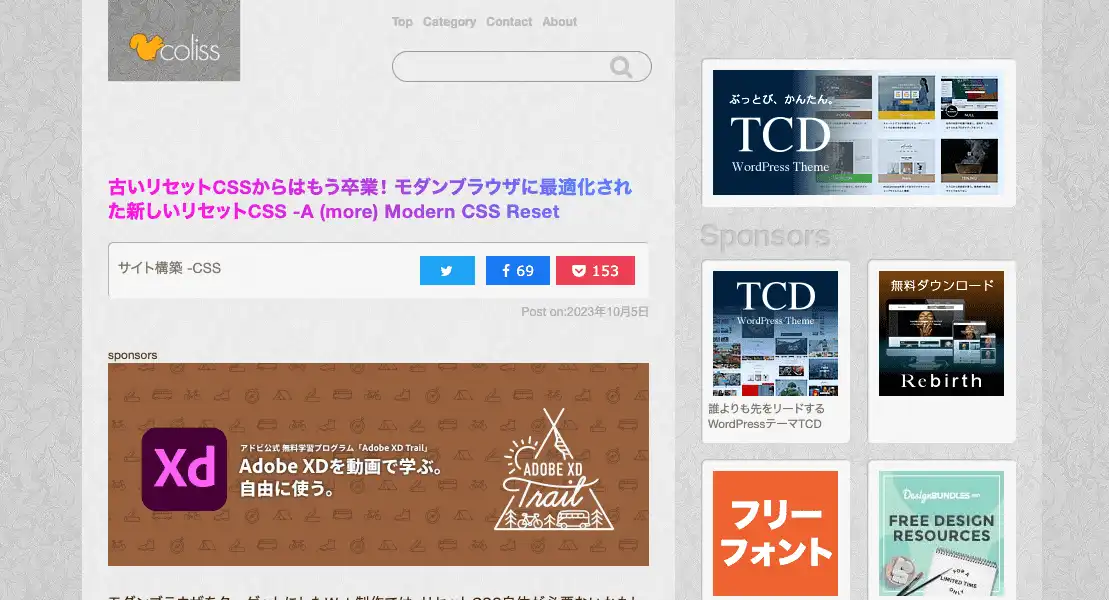 coliss
Top Category Contact About
古いリセットCSSからはもう卒業! モダンブラウザに最適化され
た新しいリセットCSS -A (more) Modern CSS Reset
サイト構築 -CSS
69
153
Post on:2023年10月5日
sponsors
Xd
アドビ公式 無料学習プログラム「Adobe XD Trail」
Adobe XDを動画で学ぶ。
自由に使う。
ADOBE XD
Trail
ぶっとび、かんたん。
TCD
WordPress Theme
Sponsors
TCD
WordPress Theme
誰よりも先をリードする
WordPressテーマTCD
無料ダウンロード
Rebirth
フリー
フォント
DesignBUNDLES
FREE DESIGN
RESOURCES
FOR A
LIMITED TIME
ONLY